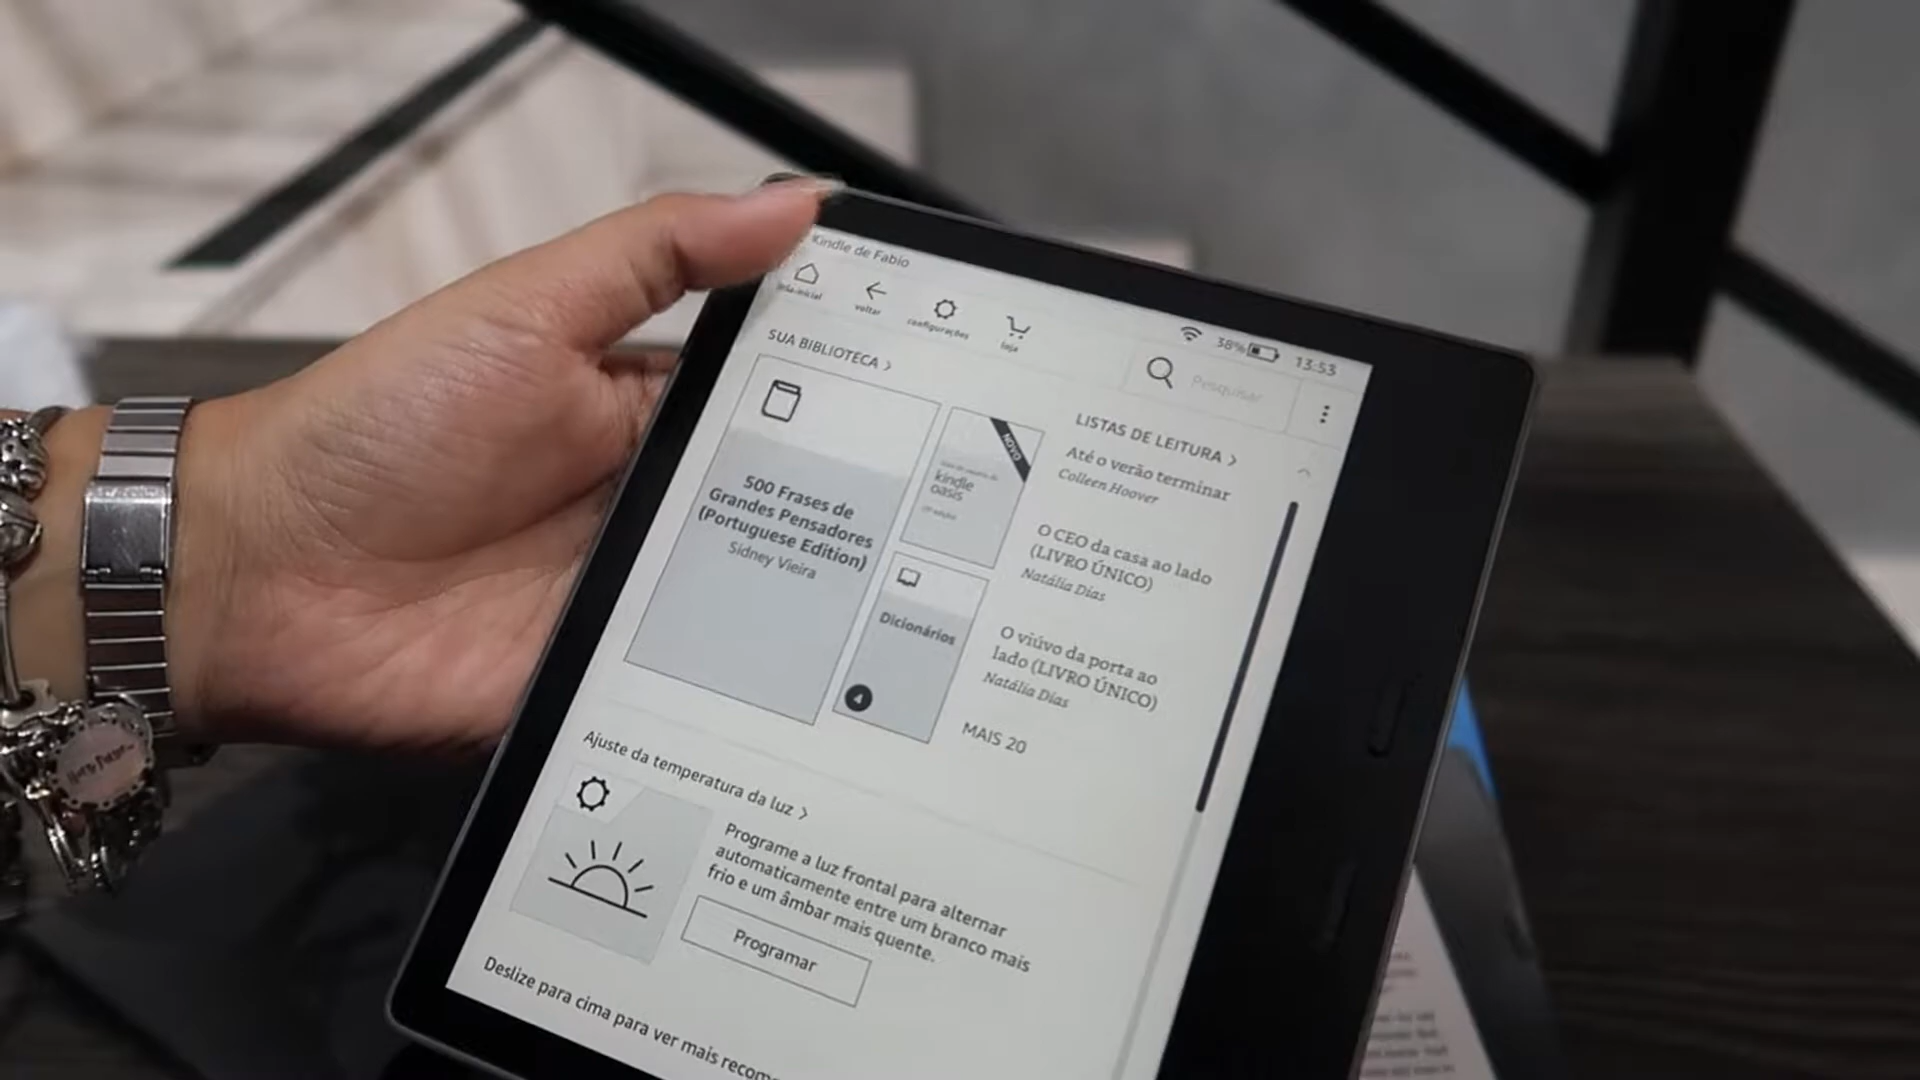 Kindle de Fabio
voltar
configurações
loja
38%
13:53
Pesquisar
SUA BIBLIOTECA
500 Frases de
Grandes Pensadores
(Portuguese Edition)
Sidney Vieira
NOVO
kindle
oasis
Dicionários
4
LISTAS DE LEITURA
Até o verão terminar
Colleen Hoover
O CEO da casa ao lado
(LIVRO ÚNICO)
Natália Dias
O viúvo da porta ao
lado (LIVRO ÚNICO)
Natália Dias
MAIS 20
Ajuste da temperatura da luz
Programe a luz frontal para alternar
automaticamente entre um branco mais
frio e um âmbar mais quente.
Programar
Deslize para cima para ver mais recom
Harry Potter